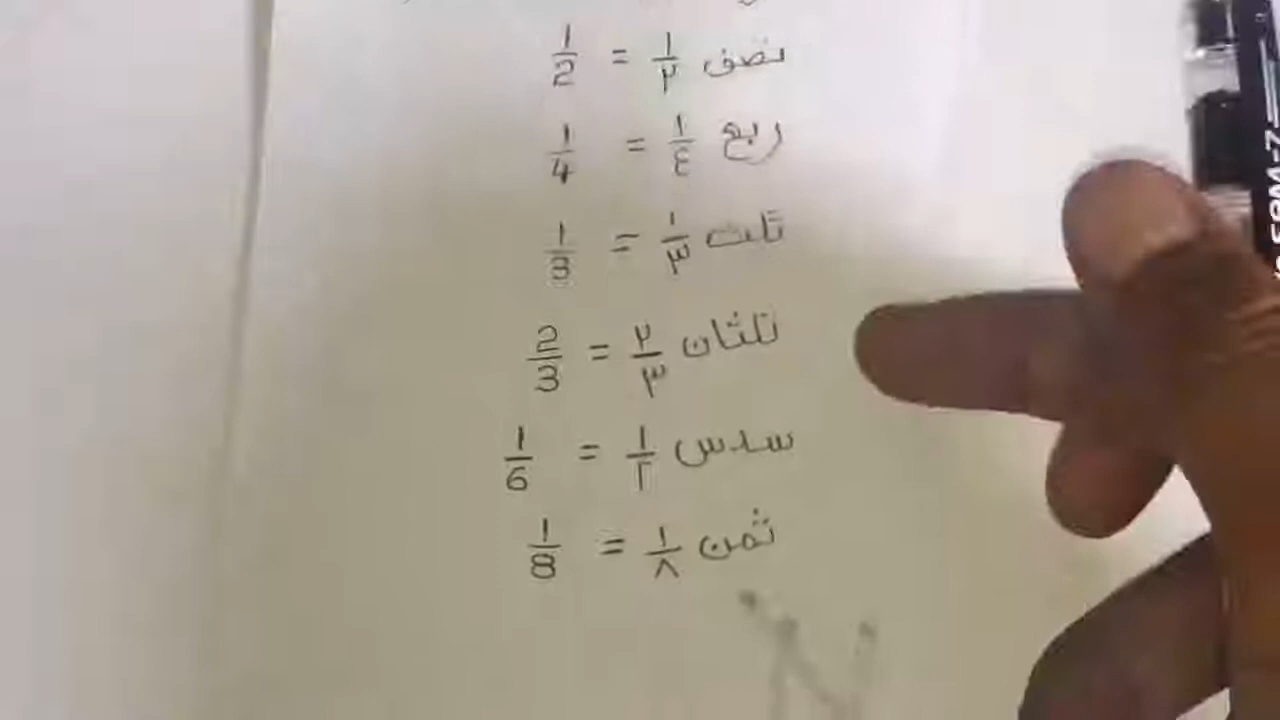 نصف ١/٢ = 1/2
ربع ١/٤ = 1/4
ثلث ١/٣ = 1/3
ثلثان ٢/٣ = 2/3
سدس ١/٦ = 1/6
ثمن ١/٨ = 1/8